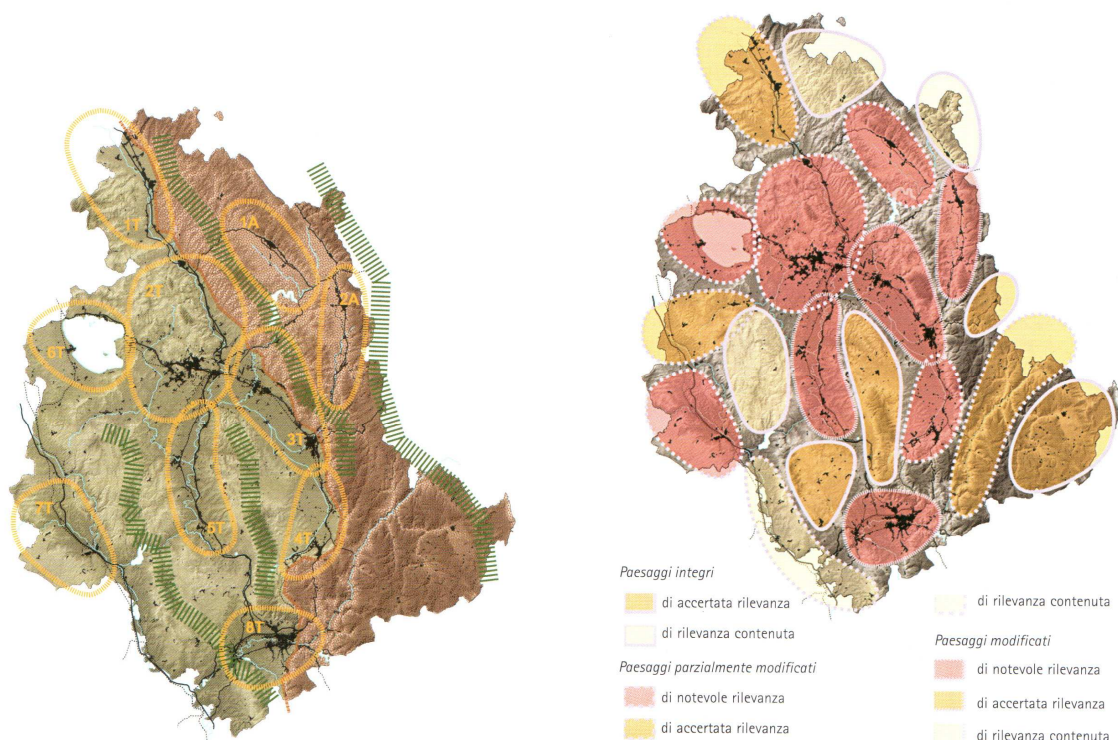 1T
1A
2T
2A
6T
3T
7T
5T
4T
8T
Paesaggi integri
di accertata rilevanza
di rilevanza contenuta
Paesaggi parzialmente modificati
di notevole rilevanza
di accertata rilevanza
di rilevanza contenuta
Paesaggi modificati
di notevole rilevanza
di accertata rilevanza
di rilevanza contenuta